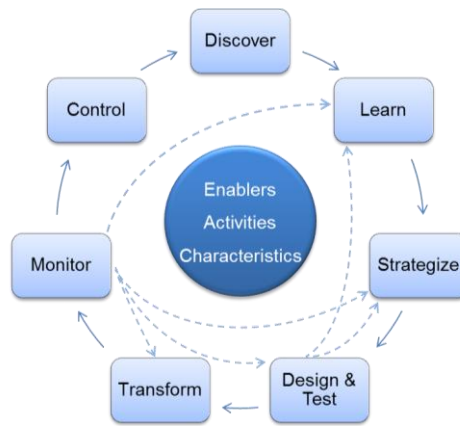 Discover
Control
Learn
Enablers
Activities
Characteristics
Monitor
Strategize
Transform
Design &
Test